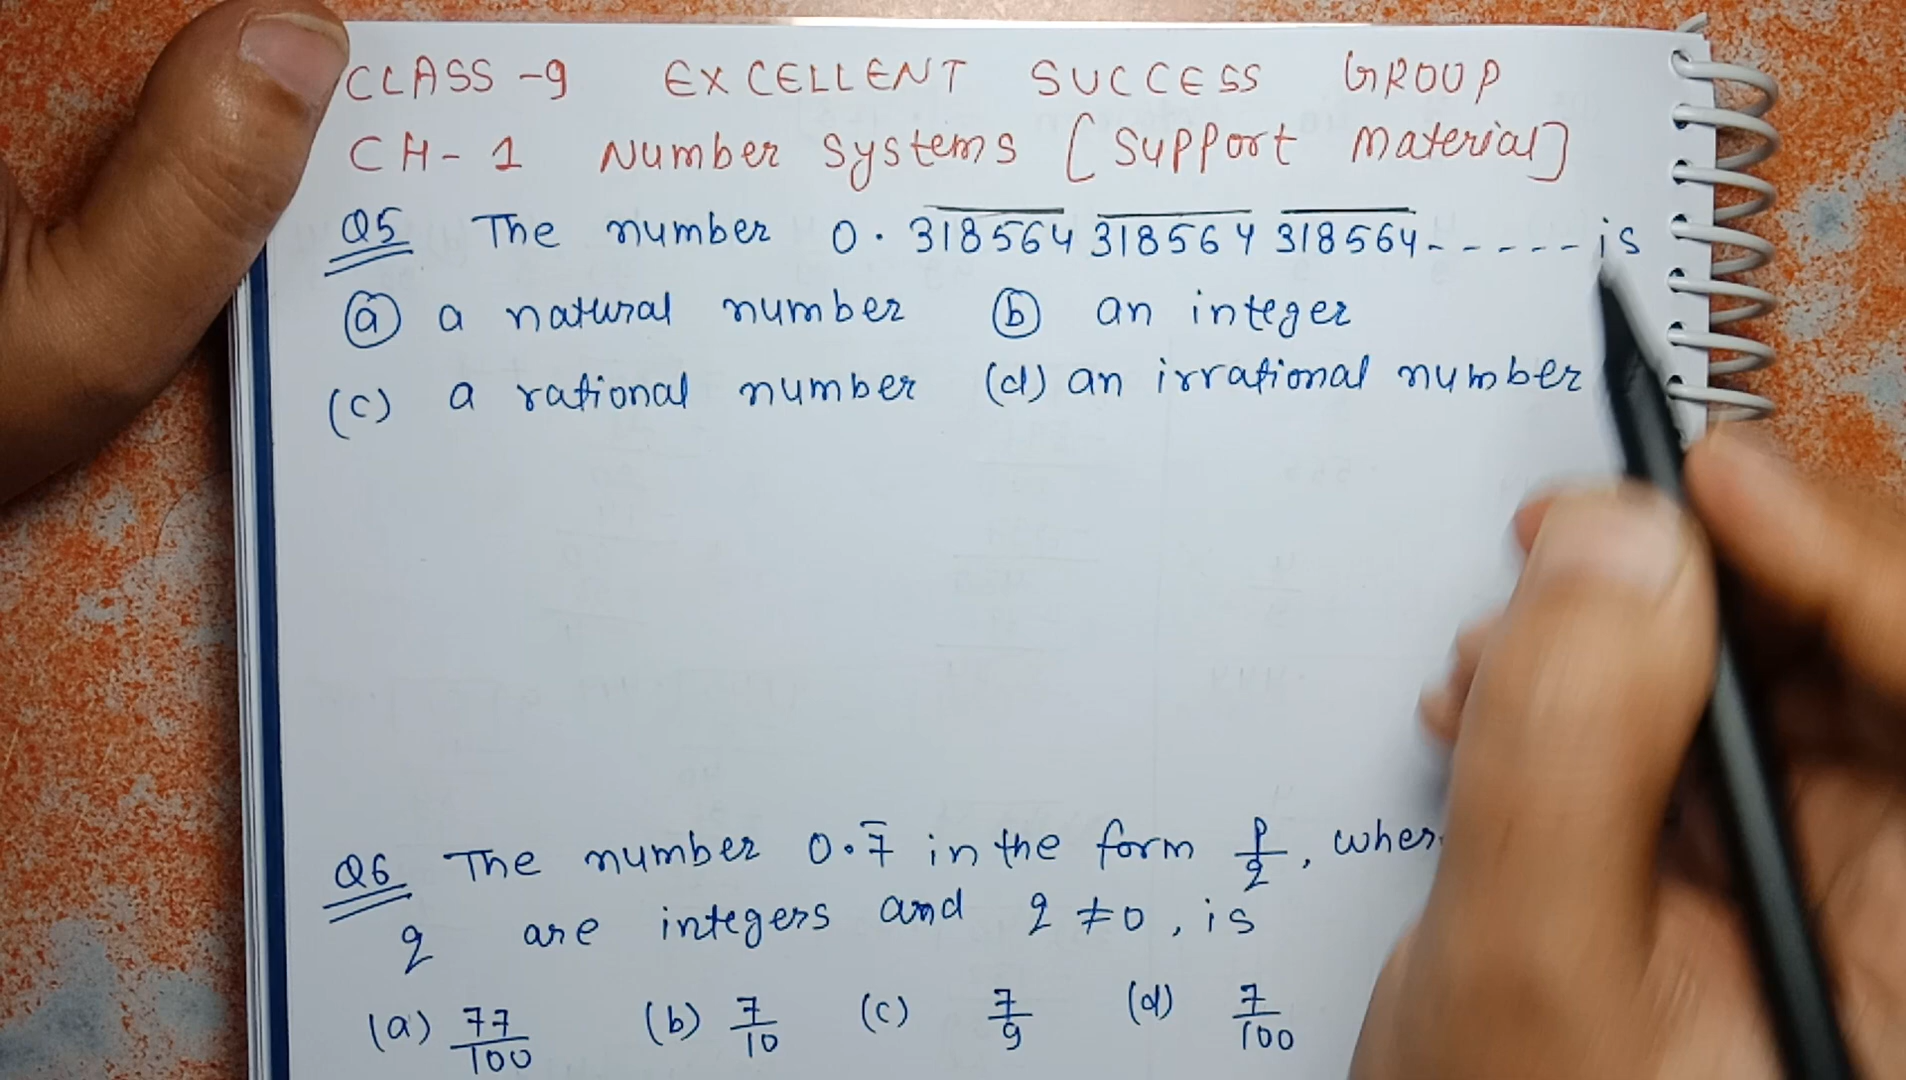 CLASS -9 EXCELLENT SUCCESS GROUP
CH- 1 Number Systems [Support Material]
Q5 The number 0.318564 318564 318564----- is
(a) a natural number (b) an integer
(c) a rational number (d) an irrational number
Q6 The number 0.7̅ in the form p/q,
q are integers and q ≠ 0, is
(a) 77/100 (b) 7/10 (c) 7/9 (d) 7/100